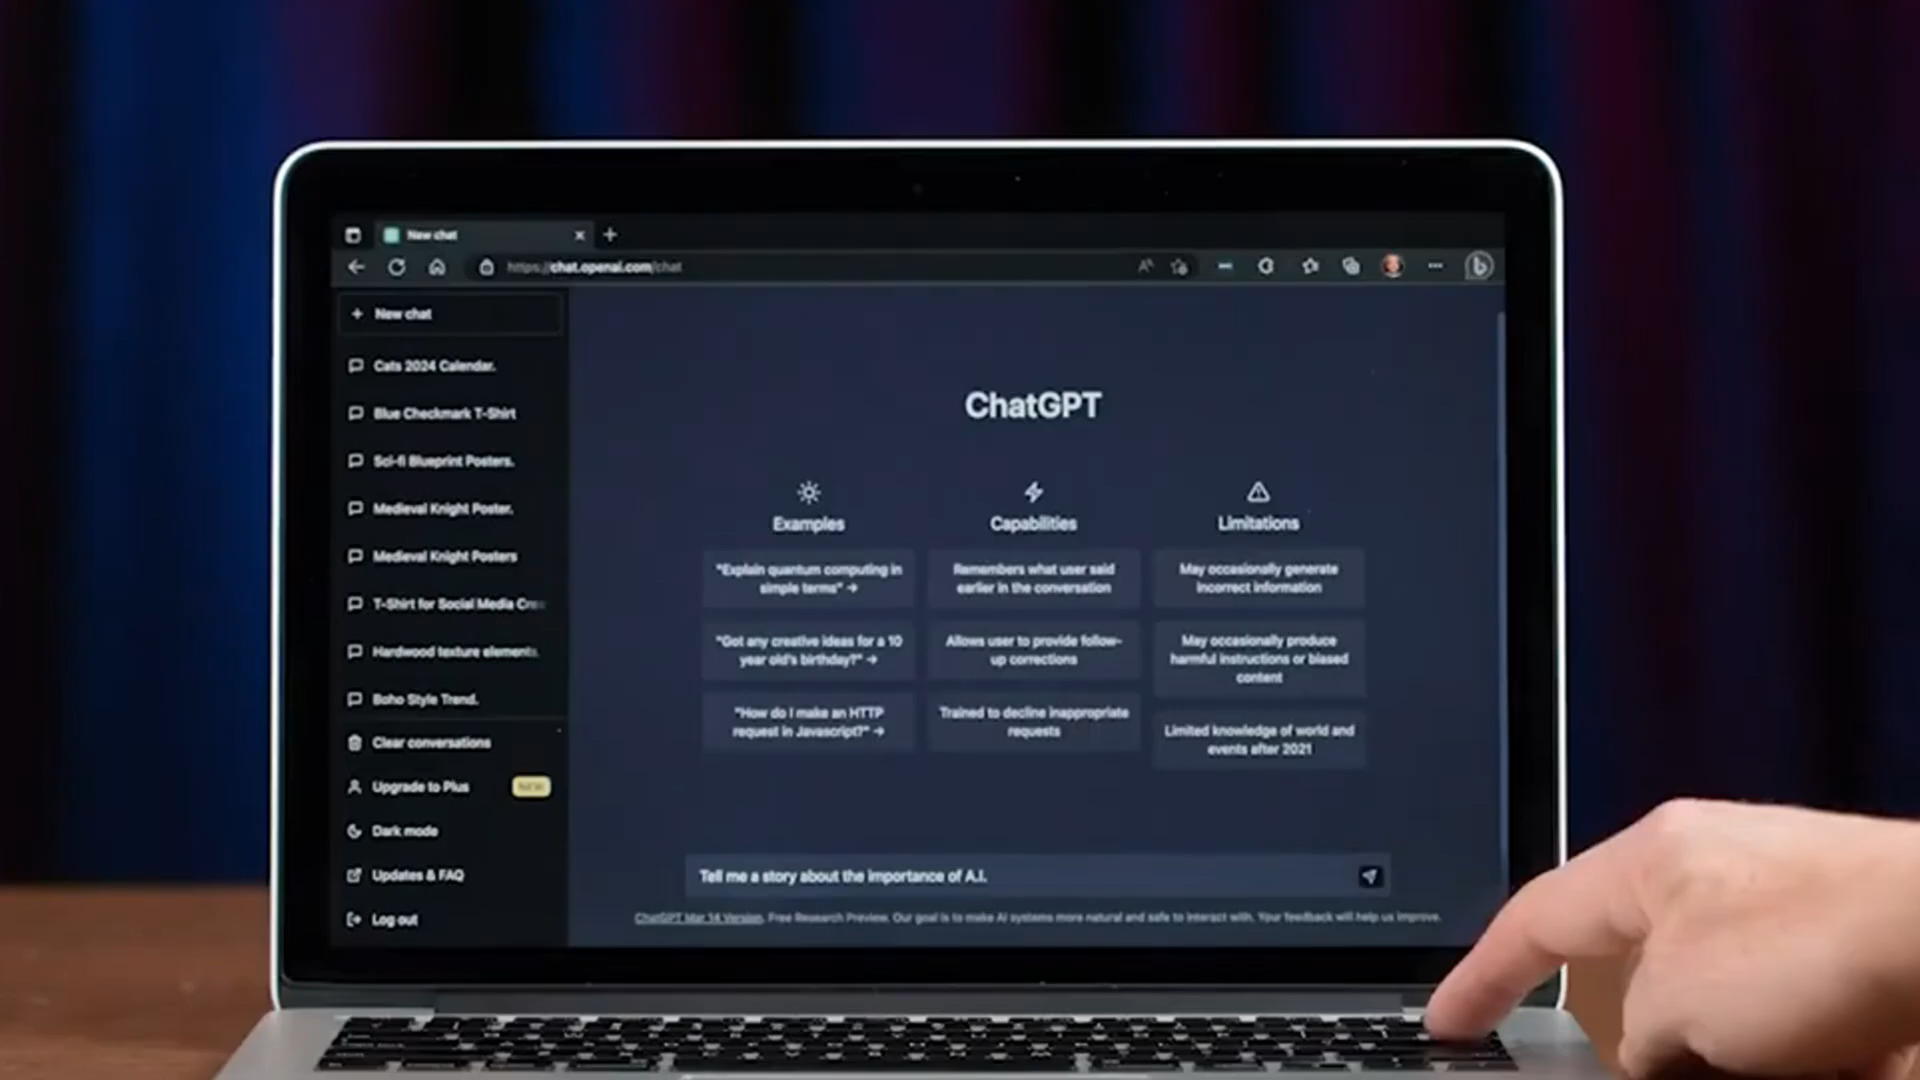 New chat
https://chat.openai.com/chat
New chat
Cats 2024 Calendar.
Blue Checkmark T-Shirt
Sci-fi Blueprint Posters.
Medieval Knight Poster.
Medieval Knight Posters
T-Shirt for Social Media Cre
Hardwood texture elements.
Boho Style Trend.
Clear conversations
Upgrade to Plus
NEW
Dark mode
Updates & FAQ
Log out
ChatGPT
Examples
"Explain quantum computing in
simple terms" →
"Got any creative ideas for a 10
year old's birthday?" →
"How do I make an HTTP
request in Javascript?" →
Capabilities
Remembers what user said
earlier in the conversation
Allows user to provide follow-
up corrections
Trained to decline inappropriate
requests
Limitations
May occasionally generate
incorrect information
May occasionally produce
harmful instructions or biased
content
Limited knowledge of world and
events after 2021
Tell me a story about the importance of A.I.
ChatGPT Mar 14 Version. Free Research Preview. Our goal is to make AI systems more natural and safe to interact with. Your feedback will help us improve.